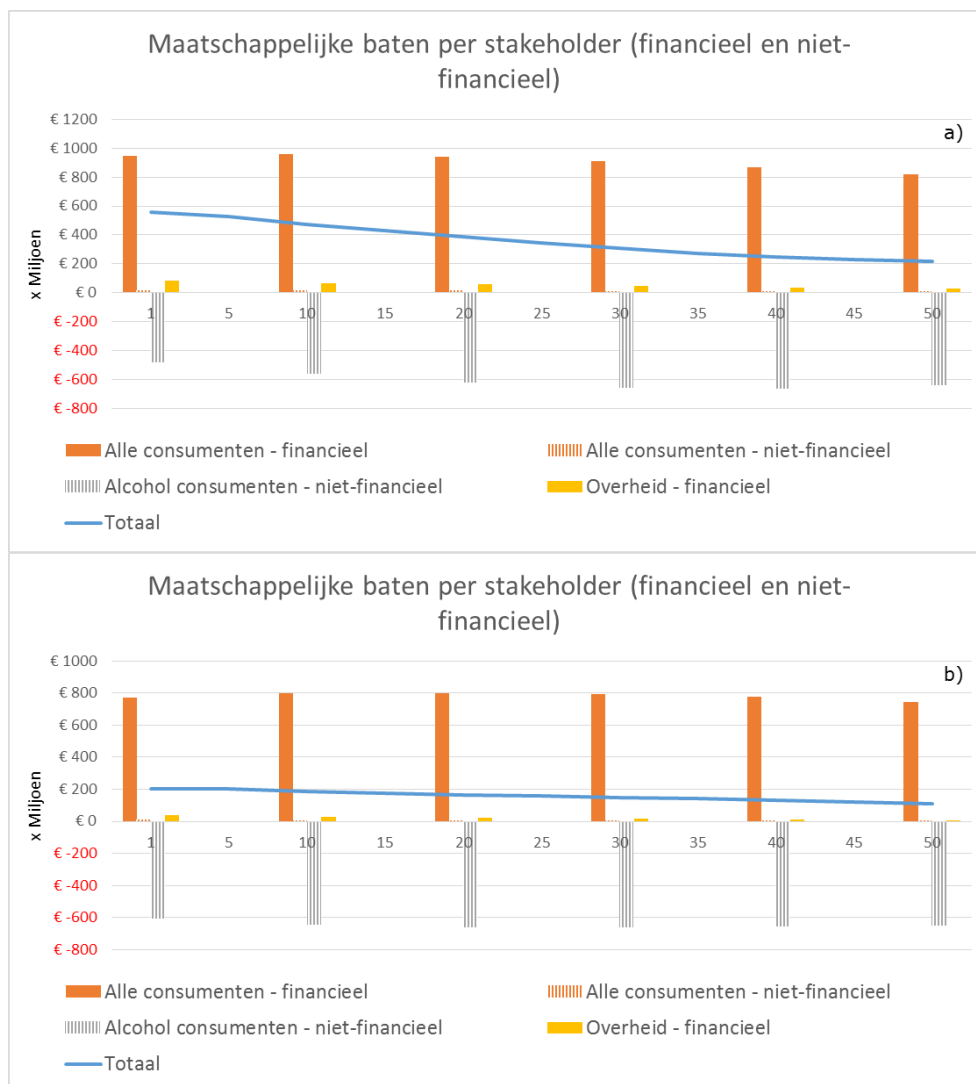 Maatschappelijke baten per stakeholder (financieel en niet-
financieel)
a)
x Miljoen
€ 1200
€ 1000
€ 800
€ 600
€ 400
€ 200
€ 0
€ -200
€ -400
€ -600
€ -800
1 5 10 15 20 25 30 35 40 45 50
Alle consumenten - financieel Alle consumenten - niet-financieel
Alcohol consumenten - niet-financieel Overheid - financieel
Totaal
Maatschappelijke baten per stakeholder (financieel en niet-
financieel)
b)
x Miljoen
€ 1000
€ 800
€ 600
€ 400
€ 200
€ 0
€ -200
€ -400
€ -600
€ -800
1 5 10 15 20 25 30 35 40 45 50
Alle consumenten - financieel Alle consumenten - niet-financieel
Alcohol consumenten - niet-financieel Overheid - financieel
Totaal